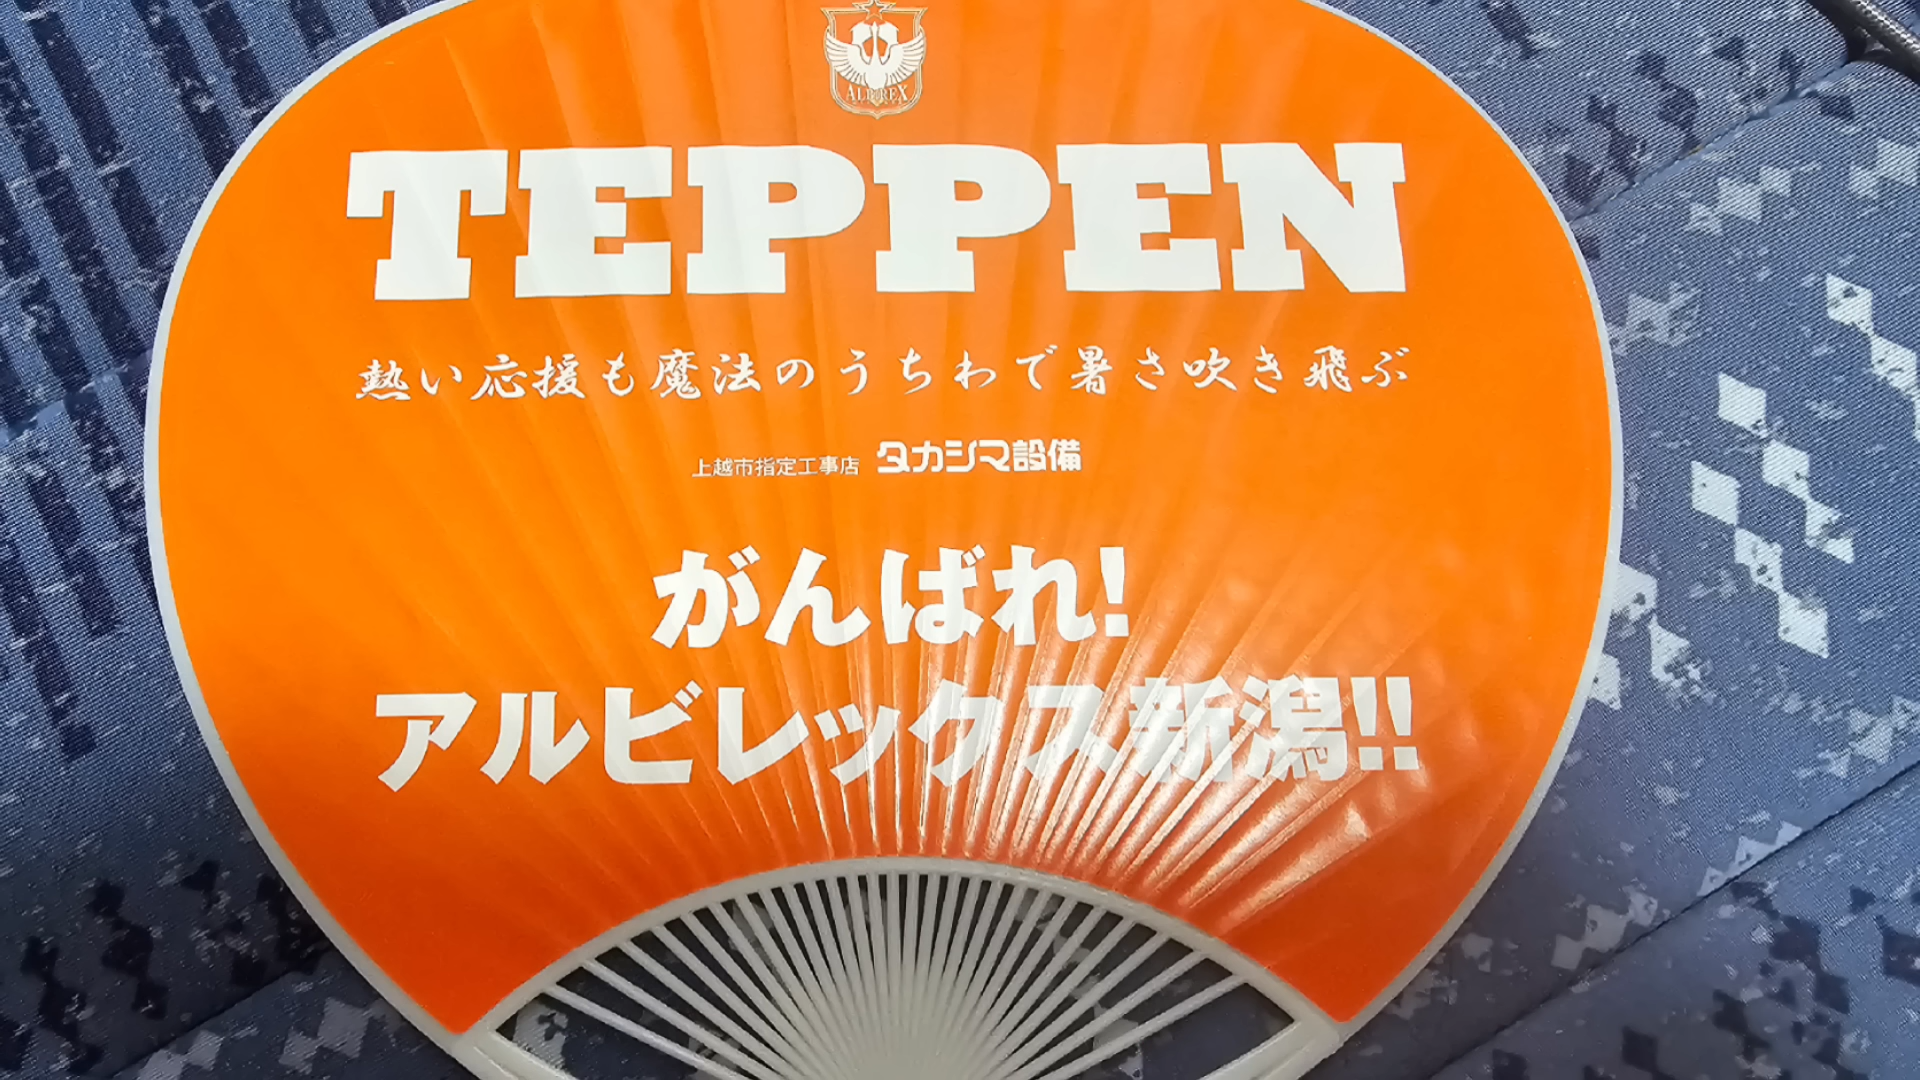 ALBIREX
TEPPEN
熱い応援も魔法のうちわで暑さ吹き飛ぶ
上越市指定工事店 タカシマ設備
がんばれ!
アルビレックス新潟!!